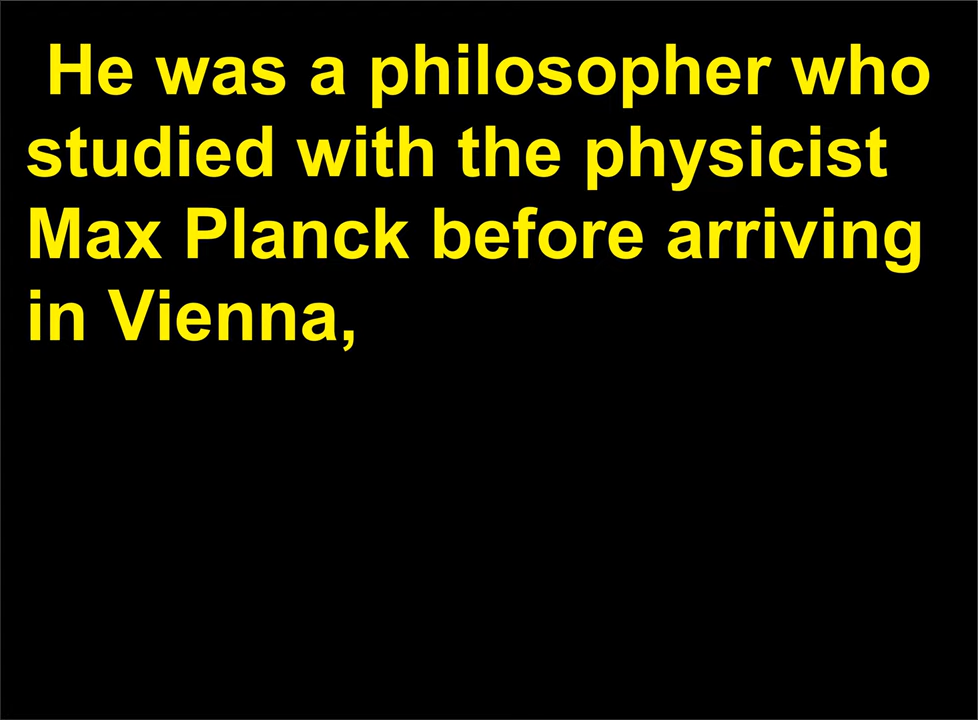 He was a philosopher who
studied with the physicist
Max Planck before arriving
in Vienna,